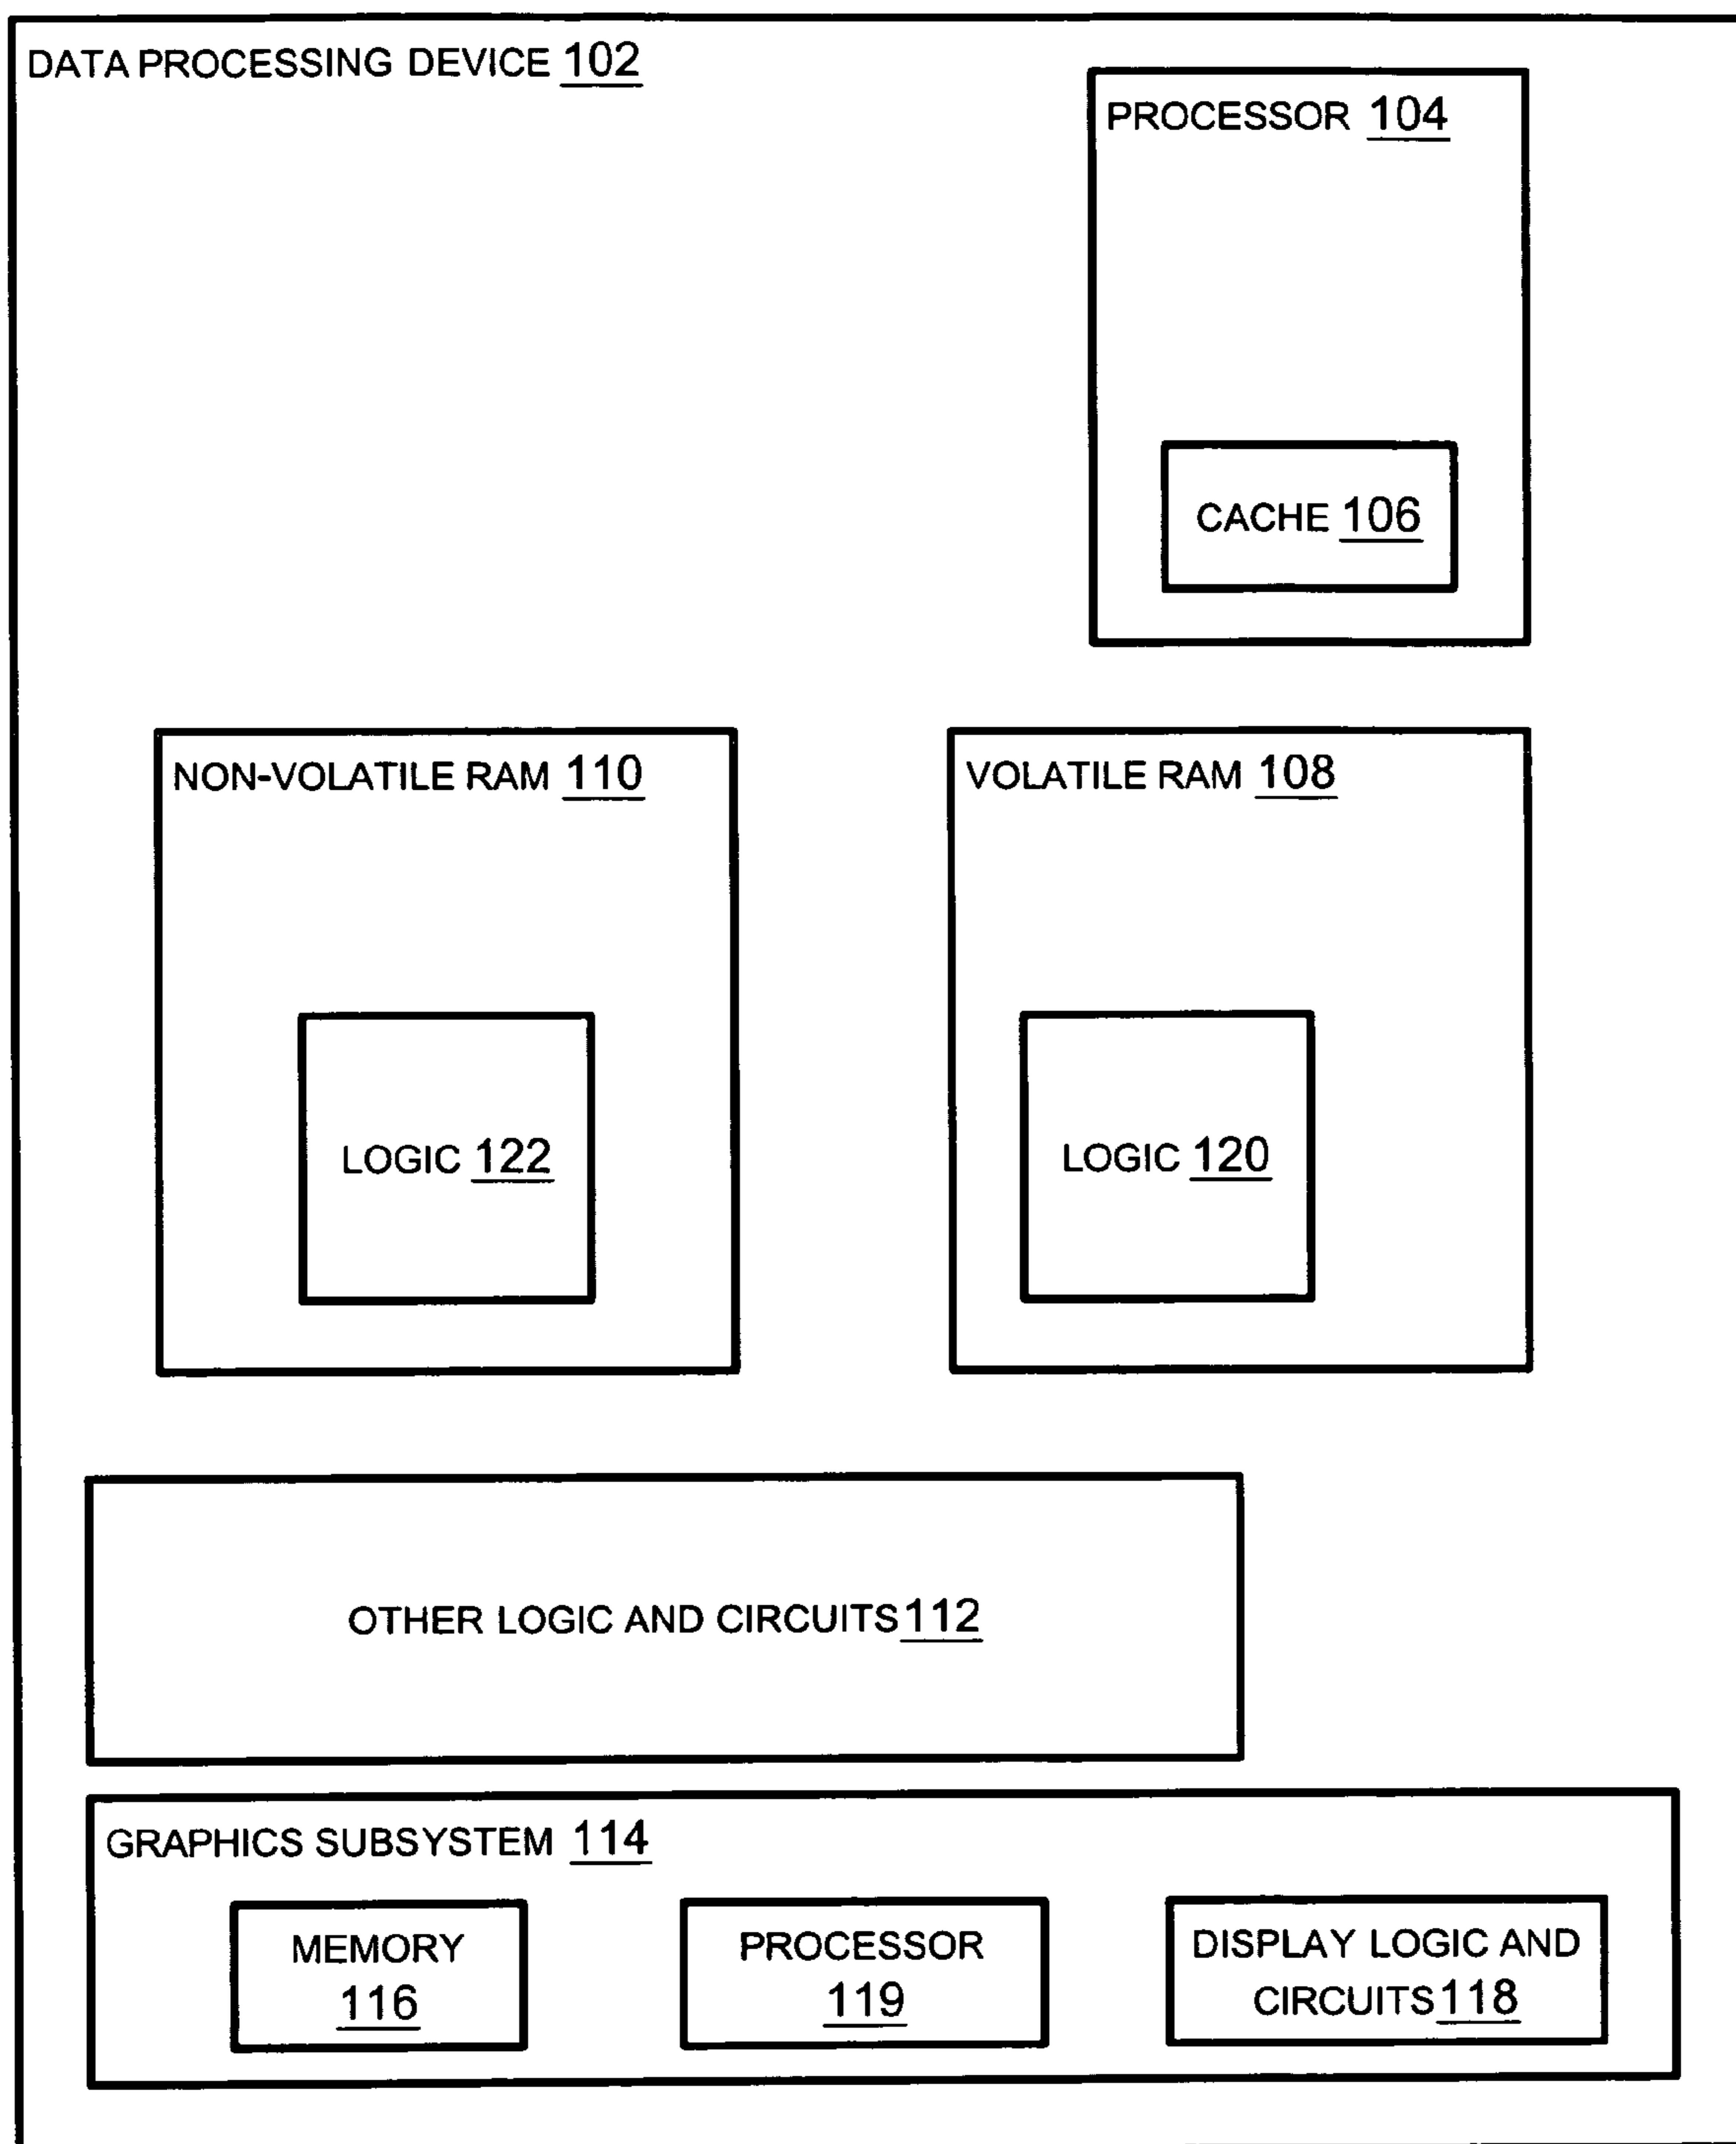 DATA PROCESSING DEVICE 102
PROCESSOR 104
CACHE 106
NON-VOLATILE RAM 110
VOLATILE RAM 108
LOGIC 122
LOGIC 120
OTHER LOGIC AND CIRCUITS 112
GRAPHICS SUBSYSTEM 114
MEMORY
116
PROCESSOR
119
DISPLAY LOGIC AND
CIRCUITS 118